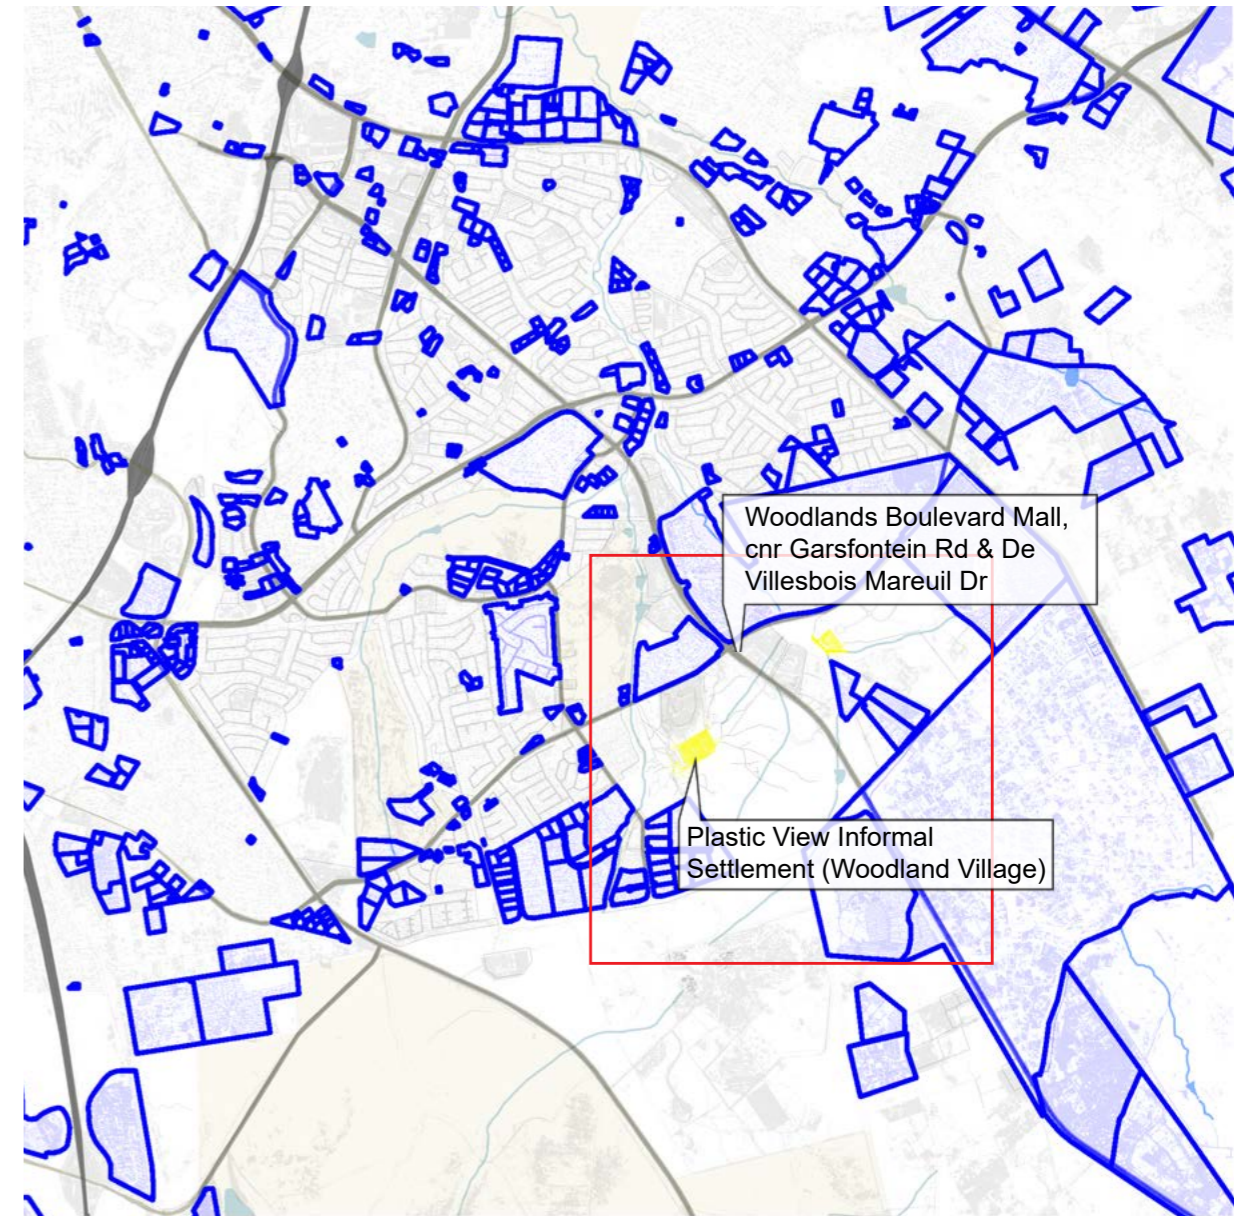 Woodlands Boulevard Mall,
cnr Garsfontein Rd & De
Villesbois Mareuil Dr
Plastic View Informal
Settlement (Woodland Village)